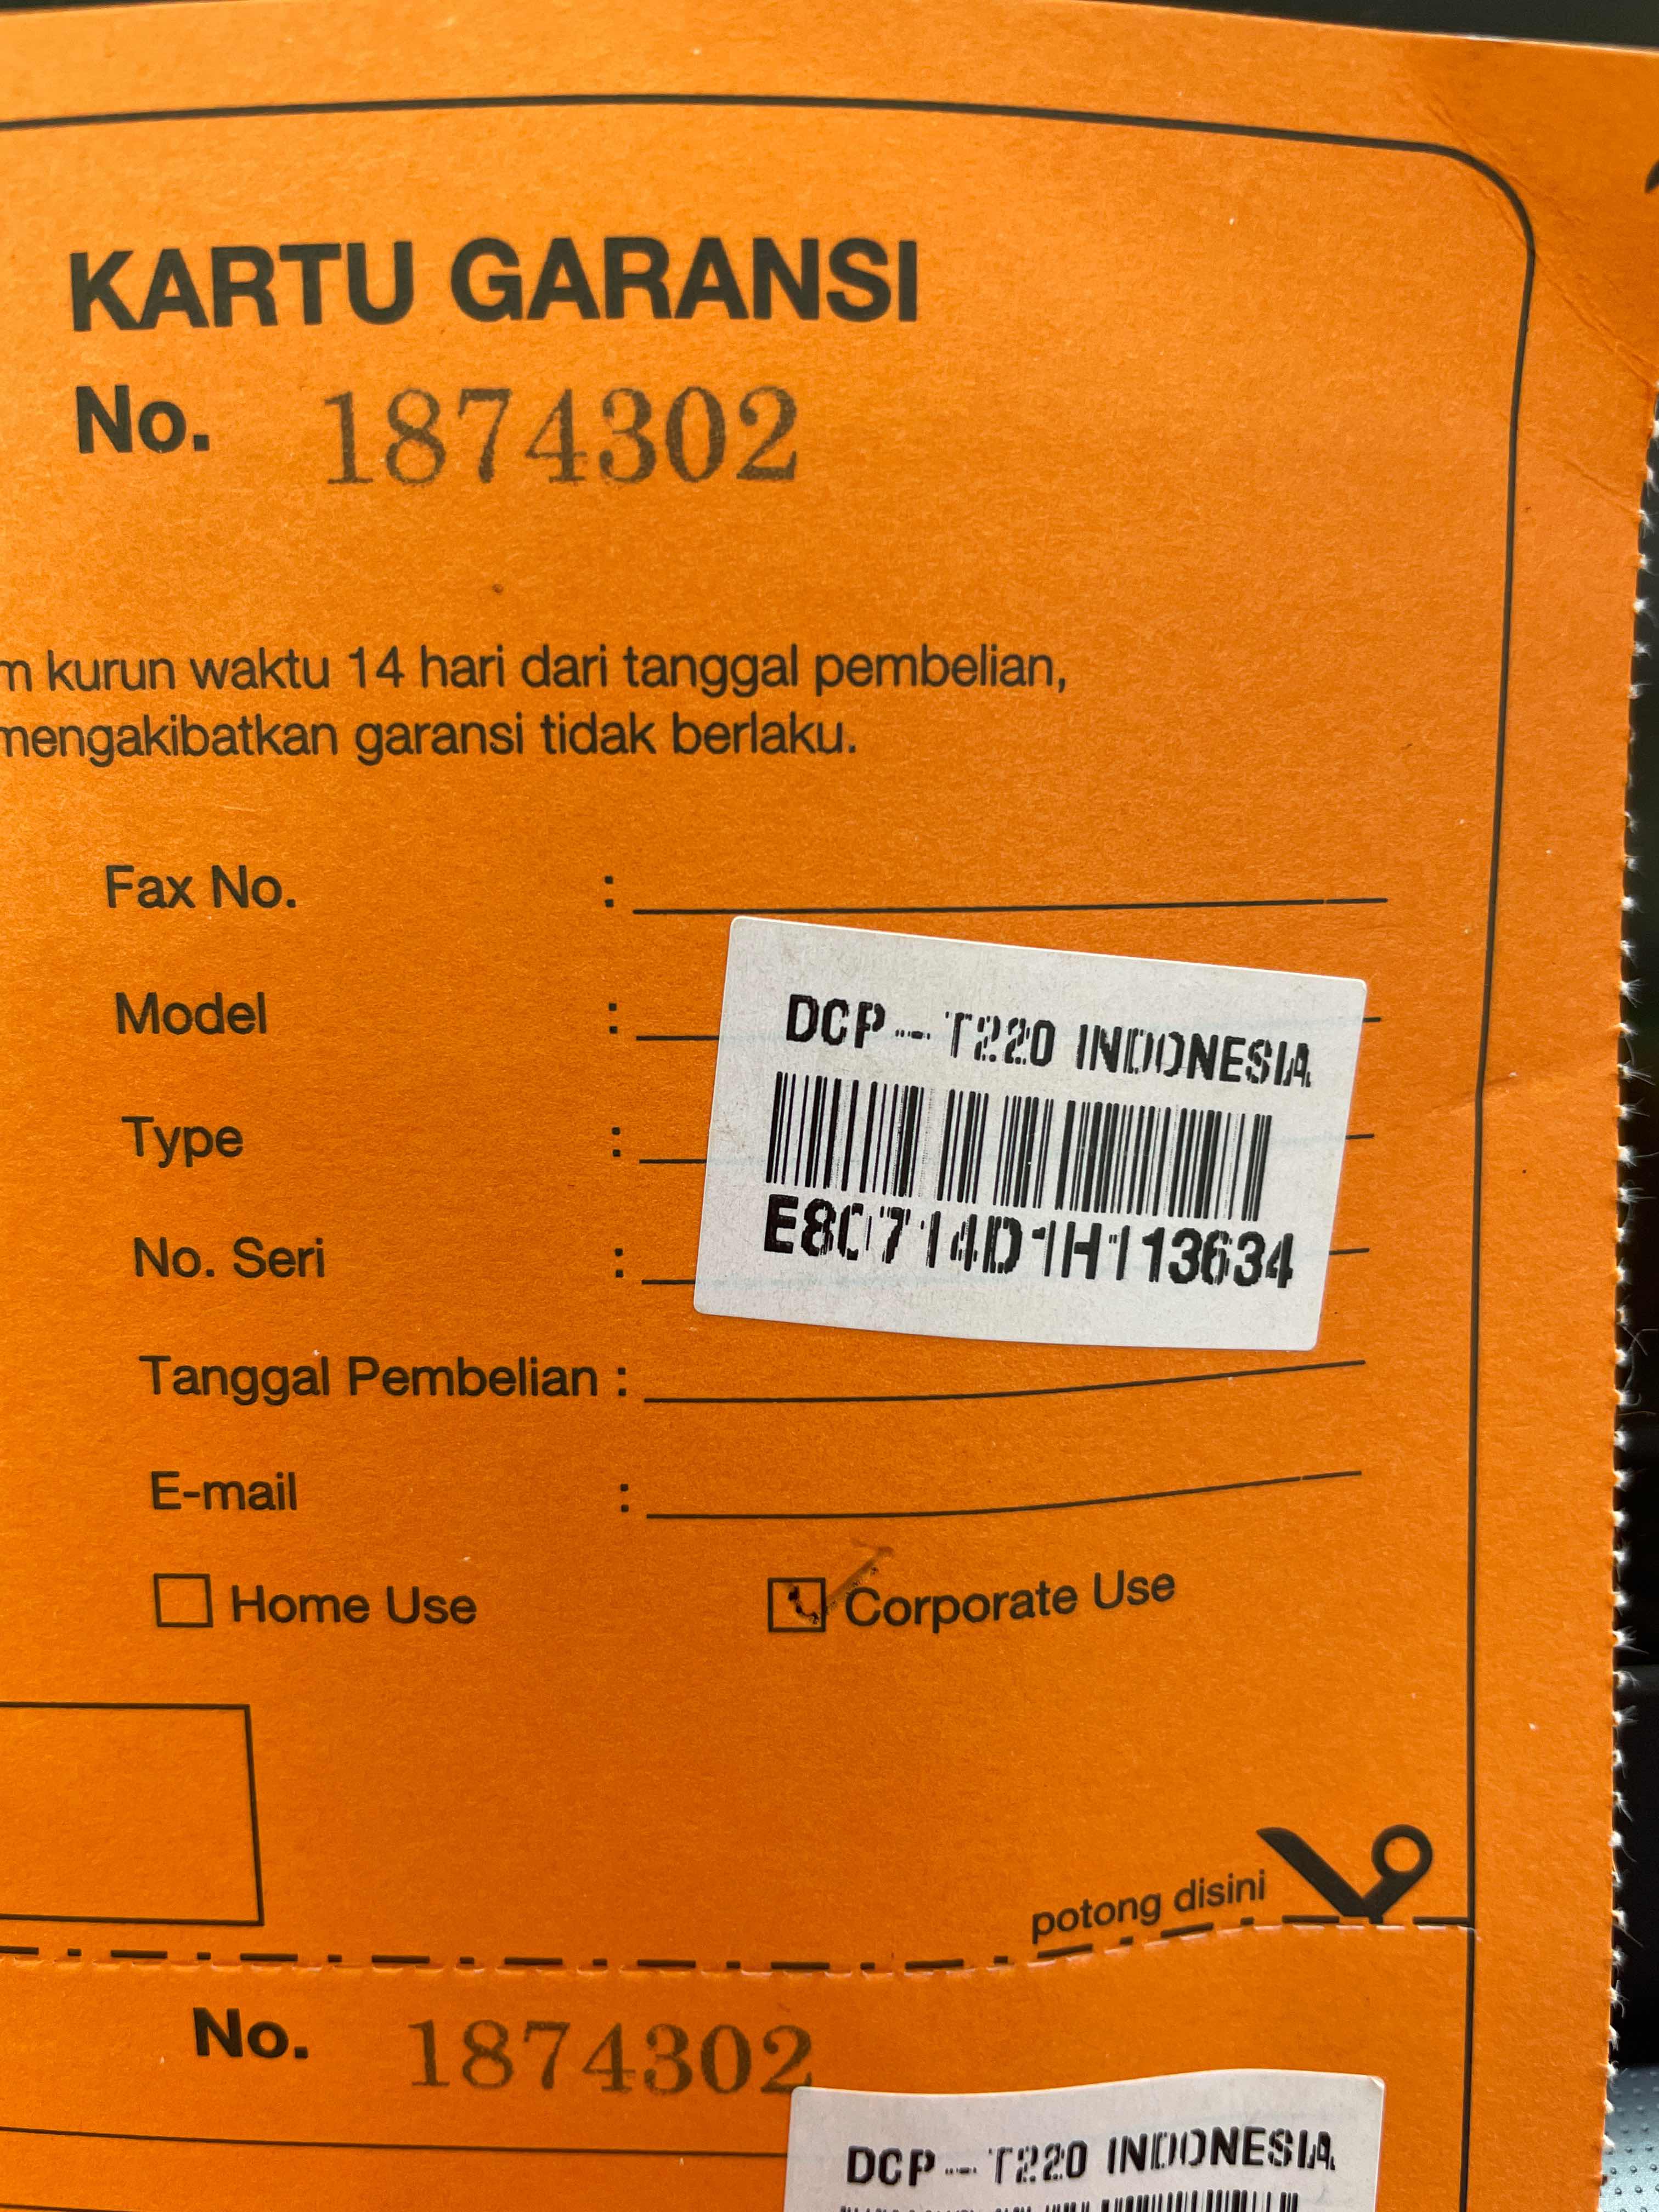 KARTU GARANSI
No. 1874302
kurun waktu 14 hari dari tanggal pembelian,
mengakibatkan garansi tidak berlaku.
Fax No. :
Model : DCP-T220 INDONESIA
Type :
No. Seri : E80714D1H113634
Tanggal Pembelian :
E-mail :
Home Use Corporate Use
potong disini
No. 1874302
DCP-T220 INDONESIA